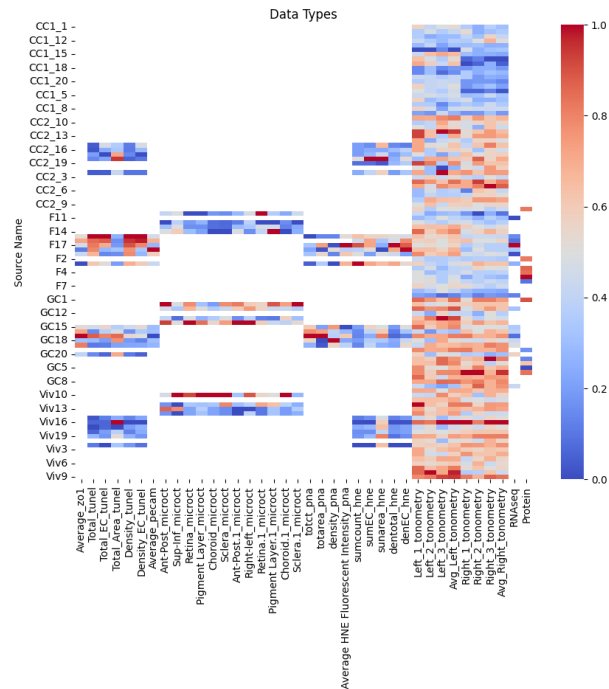 Data Types
CC1_1
CC1_12
CC1_15
CC1_18
CC1_20
CC1_5
CC1_8
CC2_10
CC2_13
CC2_16
CC2_19
CC2_3
CC2_6
CC2_9
F11
F14
F17
F2
F4
F7
GC1
GC12
GC15
GC18
GC20
GC5
GC8
Viv10
Viv13
Viv16
Viv19
Viv3
Viv6
Viv9
Source Name
Average_zo1
Total_tunel
Total_EC_tunel
Total_Area_tunel
Density_tunel
Density_EC_tunel
Average_pecam
Ant-Post_microct
Sup-Inf_microct
Retina_microct
Pigment Layer_microct
Choroid_microct
Sclera_microct
Ant-Post.1_microct
Right-left_microct
Retina.1_microct
Pigment Layer.1_microct
Choroid.1_microct
Sclera.1_microct
totct_pna
totarea_pna
density_pna
Average HNE Fluorescent Intensity_pna
sumcount_hne
sumEC_hne
sunarea_hne
dentotal_hne
denEC_hne
Left_1_tonometry
Left_2_tonometry
Left_3_tonometry
Avg_Left_tonometry
Right_1_tonometry
Right_2_tonometry
Right_3_tonometry
Avg_Right_tonometry
RNAseq
Protein
1.0
0.8
0.6
0.4
0.2
0.0